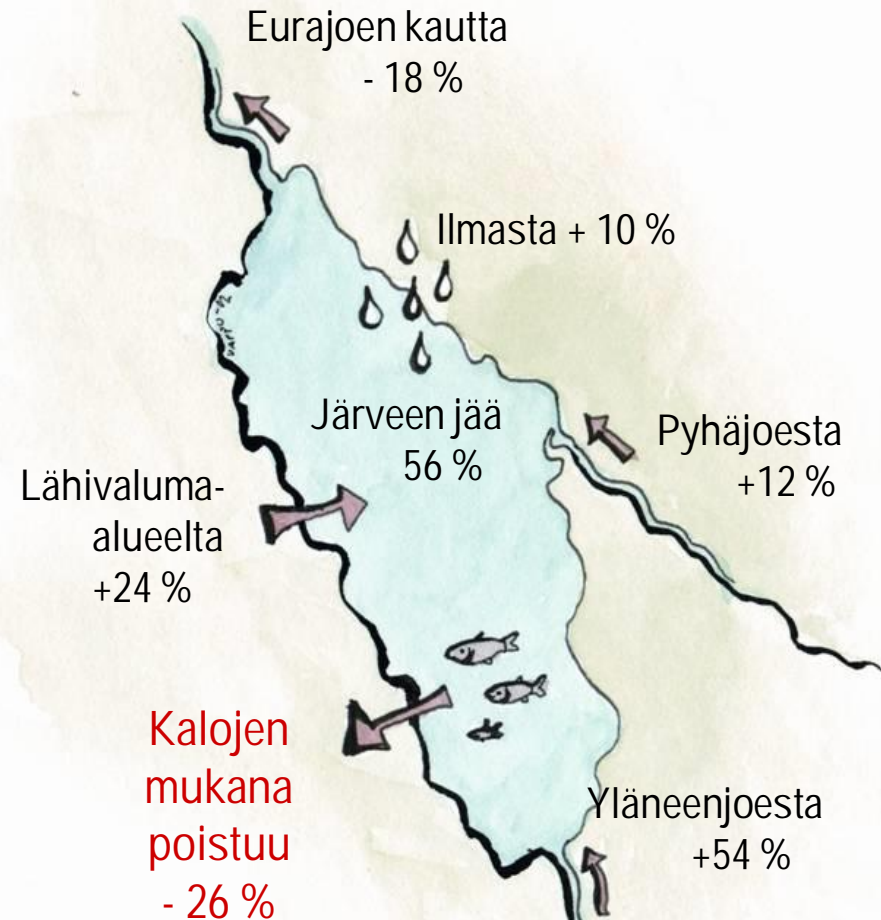 Eurajoen kautta
- 18 %
Ilmasta + 10 %
Järveen jää
56 %
Pyhäjoesta
+12 %
Lähivaluma-
alueelta
+24 %
Kalojen
mukana
poistuu
- 26 %
Yläneenjoesta
+54 %